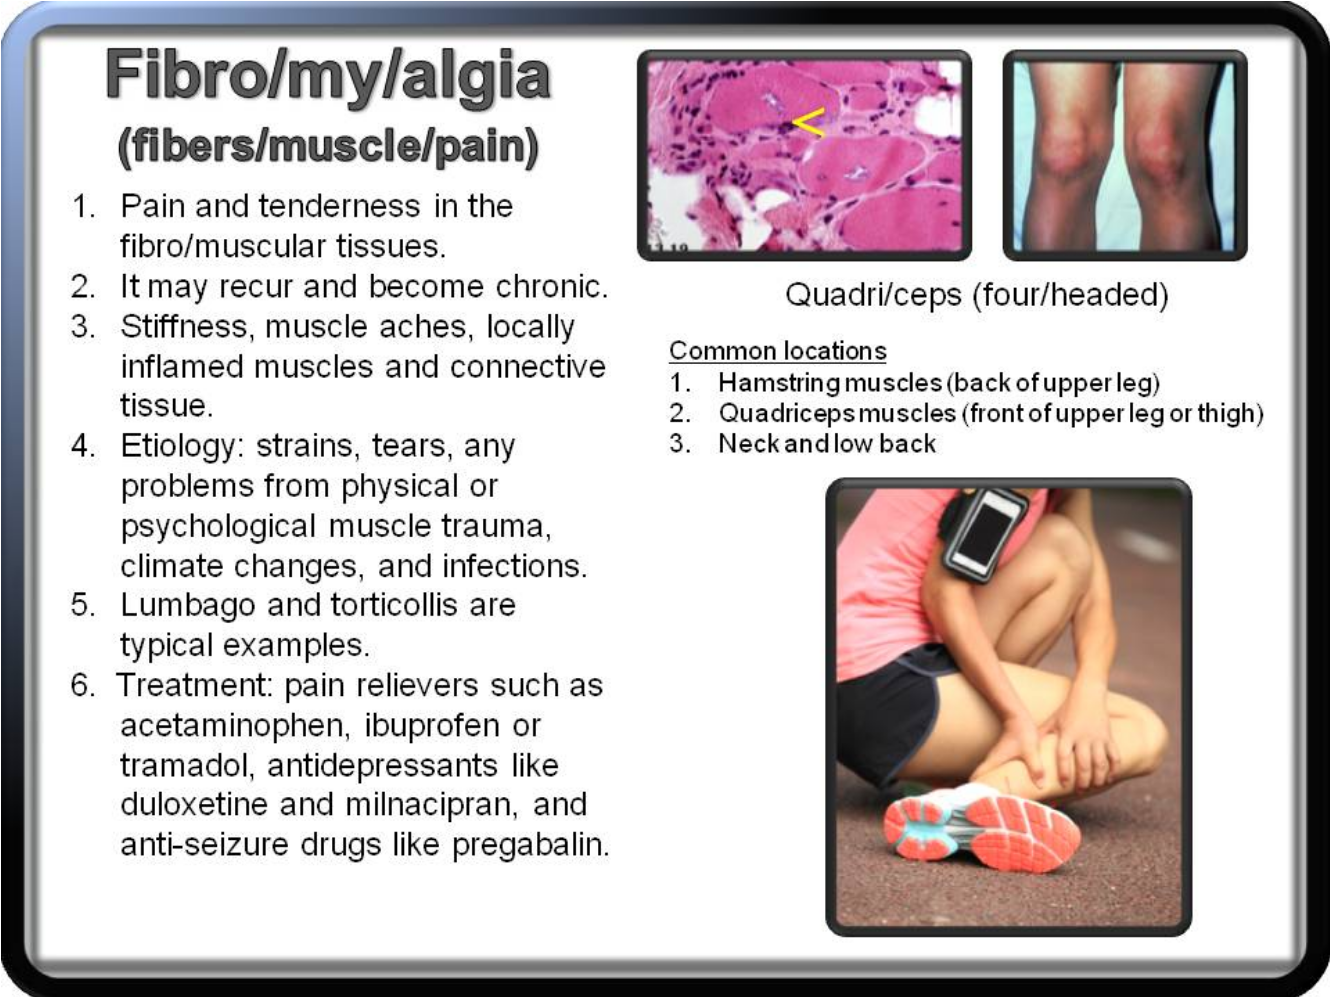 Fibro/my/algia
(fibers/muscle/pain)
1. Pain and tenderness in the
fibro/muscular tissues.
2. It may recur and become chronic.
3. Stiffness, muscle aches, locally
inflamed muscles and connective
tissue.
4. Etiology: strains, tears, any
problems from physical or
psychological muscle trauma,
climate changes, and infections.
5. Lumbago and torticollis are
typical examples.
6. Treatment: pain relievers such as
acetaminophen, ibuprofen or
tramadol, antidepressants like
duloxetine and milnacipran, and
anti-seizure drugs like pregabalin.
<
Quadri/ceps (four/headed)
Common locations
1. Hamstring muscles (back of upper leg)
2. Quadriceps muscles (front of upper leg or thigh)
3. Neck and low back